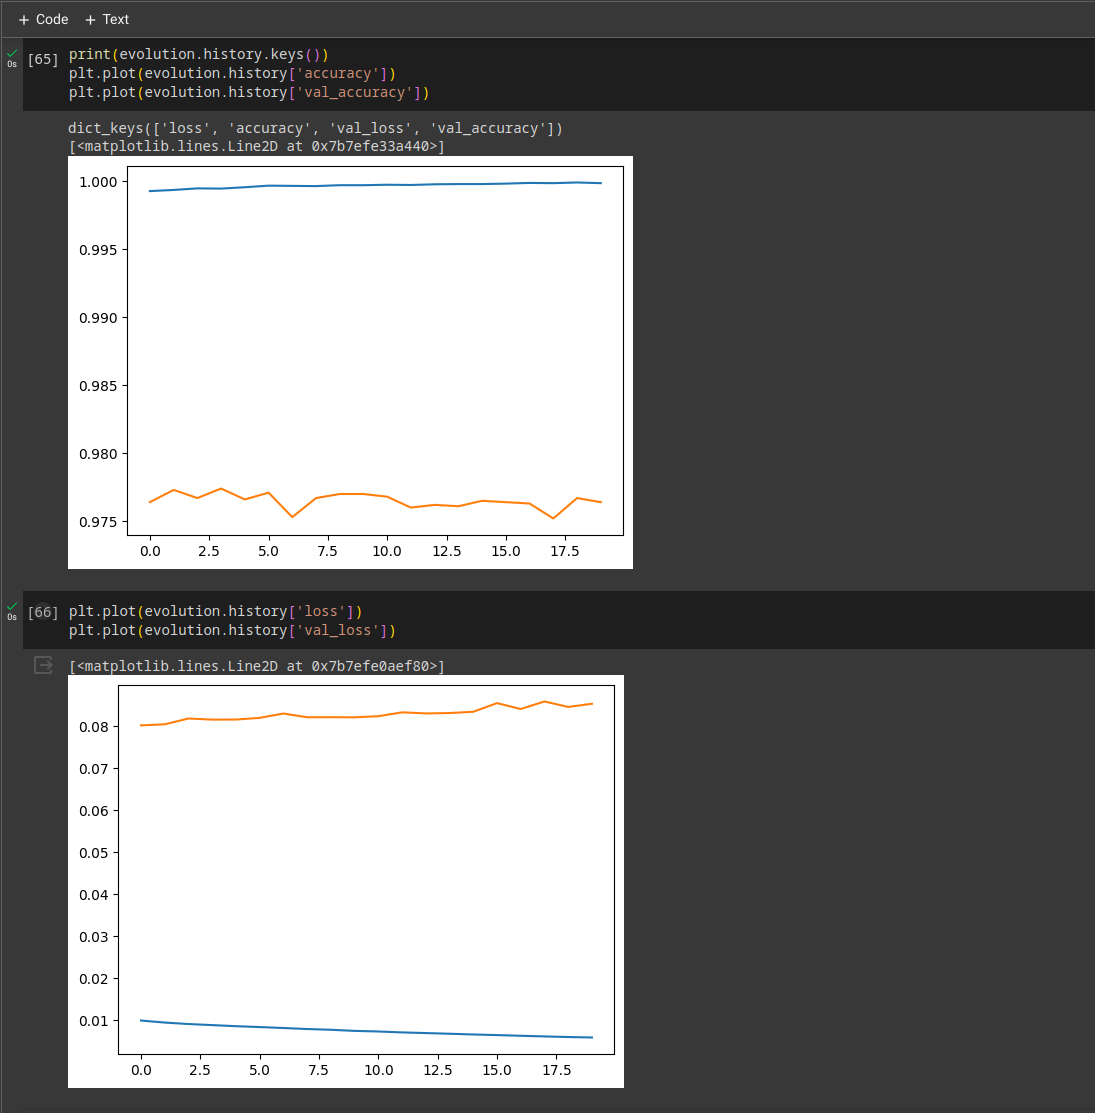 + Code + Text
[65] print(evolution.history.keys())
0s
plt.plot(evolution.history['accuracy'])
plt.plot(evolution.history['val_accuracy'])
dict_keys(['loss', 'accuracy', 'val_loss', 'val_accuracy'])
[<matplotlib.lines.Line2D at 0x7b7efe33a440>]
1.000
0.995
0.990
0.985
0.980
0.975
0.0 2.5 5.0 7.5 10.0 12.5 15.0 17.5
[66] plt.plot(evolution.history['loss'])
0s
plt.plot(evolution.history['val_loss'])
[<matplotlib.lines.Line2D at 0x7b7efe0aef80>]
0.08
0.07
0.06
0.05
0.04
0.03
0.02
0.01
0.0 2.5 5.0 7.5 10.0 12.5 15.0 17.5